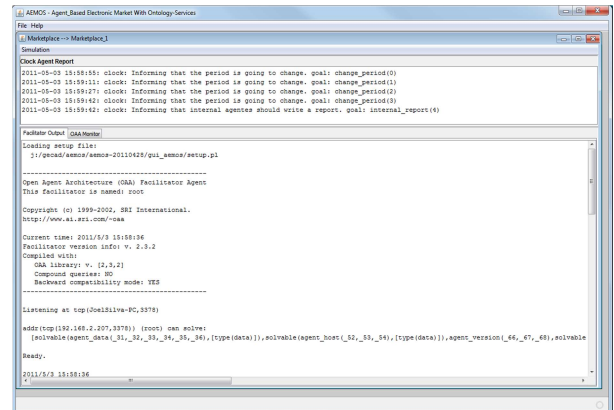 AEMOS - Agent_Based Electronic Market With Ontology-Services
File Help
Marketplace --> Marketplace_1
Simulation
Clock Agent Report
2011-05-03 15:58:55: clock: Informing that the period is going to change. goal: change_period(0)
2011-05-03 15:59:11: clock: Informing that the period is going to change. goal: change_period(1)
2011-05-03 15:59:27: clock: Informing that the period is going to change. goal: change_period(2)
2011-05-03 15:59:42: clock: Informing that the period is going to change. goal: change_period(3)
2011-05-03 15:59:42: clock: Informing that internal agentes should write a report. goal: internal_report(4)
Facilitator Output OAA Monitor
Loading setup file:
j:/gecad/aemos/aemos-20110428/gui_aemos/setup.pl
------------------------------------------------
Open Agent Architecture (OAA) Facilitator Agent
This facilitator is named: root
Copyright (c) 1999-2002, SRI International.
http://www.ai.sri.com/~oaa
Current time: 2011/5/3 15:58:36
Facilitator version info: v. 2.3.2
Compiled with:
OAA library: v. [2,3,2]
Compound queries: NO
Backward compatibility mode: YES
------------------------------------------------
Listening at tcp(JoelSilva-PC,3378)
addr(tcp(192.168.2.207,3378)) (root) can solve:
[solvable(agent_data(_31,_32,_33,_34,_35,_36),[type(data)]),solvable(agent_host(_52,_53,_54),[type(data)]),agent_version(_66,_67,_68),solvable
Ready.
2011/5/3 15:58:36